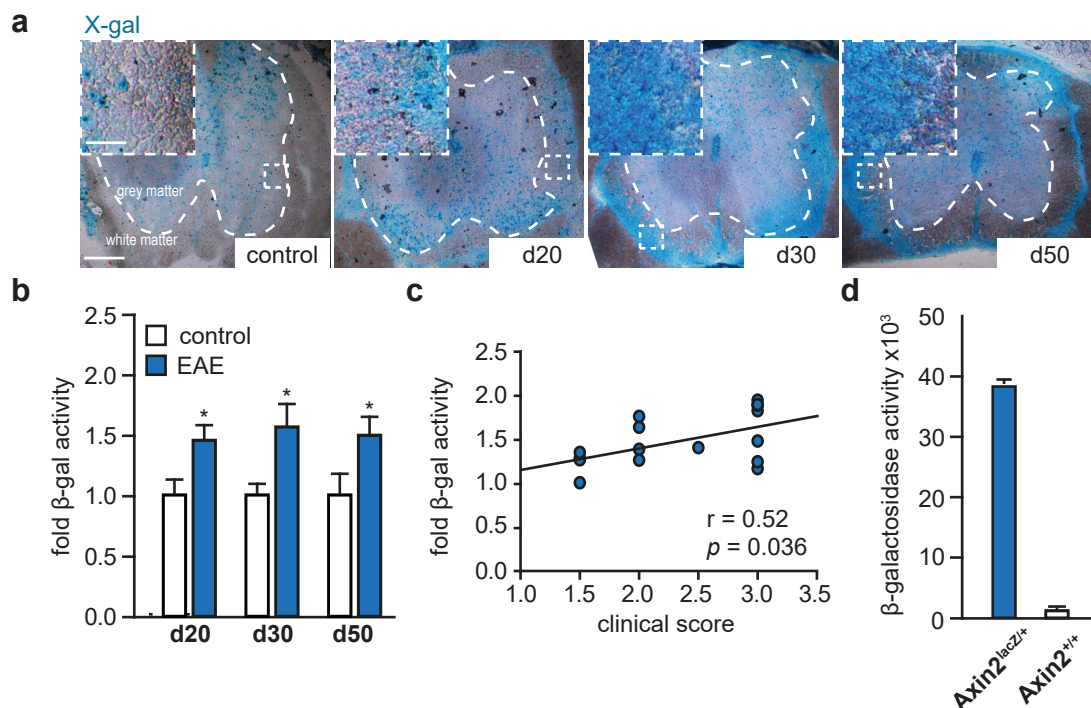 a
X-gal
grey matter
white matter
control
d20
d30
d50
b
fold β-gal activity
2.5
2.0
1.5
1.0
0.5
0.0
control
EAE
*
*
*
d20
d30
d50
c
fold β-gal activity
2.5
2.0
1.5
1.0
0.5
0.0
r = 0.52
p = 0.036
1.0 1.5 2.0 2.5 3.0 3.5
clinical score
d
β-galactosidase activity x10³
50
40
30
20
10
0
Axin2lacZ/+
Axin2+/+